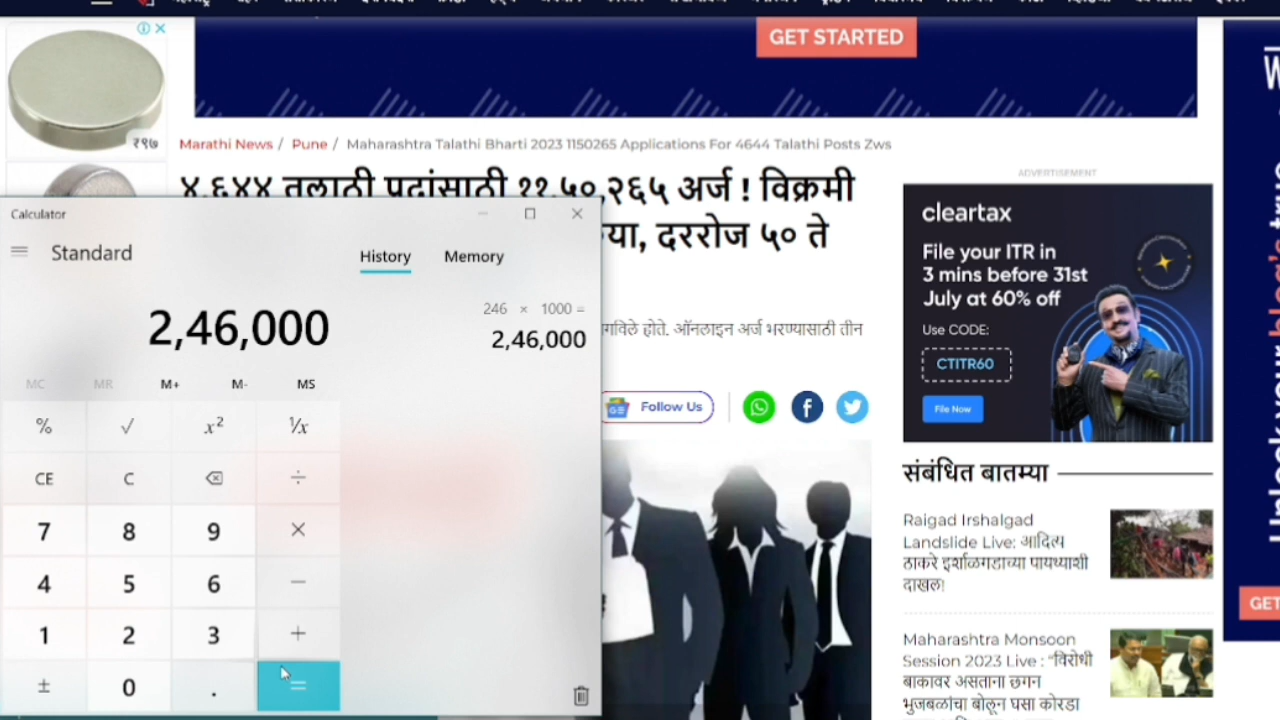 GET STARTED
₹९७
Marathi News / Pune / Maharashtra Talathi Bharti 2023 1150265 Applications For 4644 Talathi Posts Zws
४,६४४ तलाठी पदांसाठी ११,५०,२६५ अर्ज ! विक्रमी
दररोज ५० ते
ऑनलाइन अर्ज भरण्यासाठी तीन
Follow Us
Calculator
Standard
History
Memory
246 × 1000 =
2,46,000
2,46,000
MC MR M+ M- MS
% √ x² ¹/x
CE C ÷
7 8 9 ×
4 5 6 −
1 2 3 +
± 0 . =
ADVERTISEMENT
cleartax
File your ITR in
3 mins before 31st
July at 60% off
Use CODE:
CTITR60
File Now
संबंधित बातम्या
Raigad Irshalgad
Landslide Live: आदित्य
ठाकरे इर्शाळगडाच्या पायथ्याशी
दाखल!
Maharashtra Monsoon
Session 2023 Live : “विरोधी
बाकावर असताना छगन
भुजबळांचा बोलून घसा कोरडा
GET